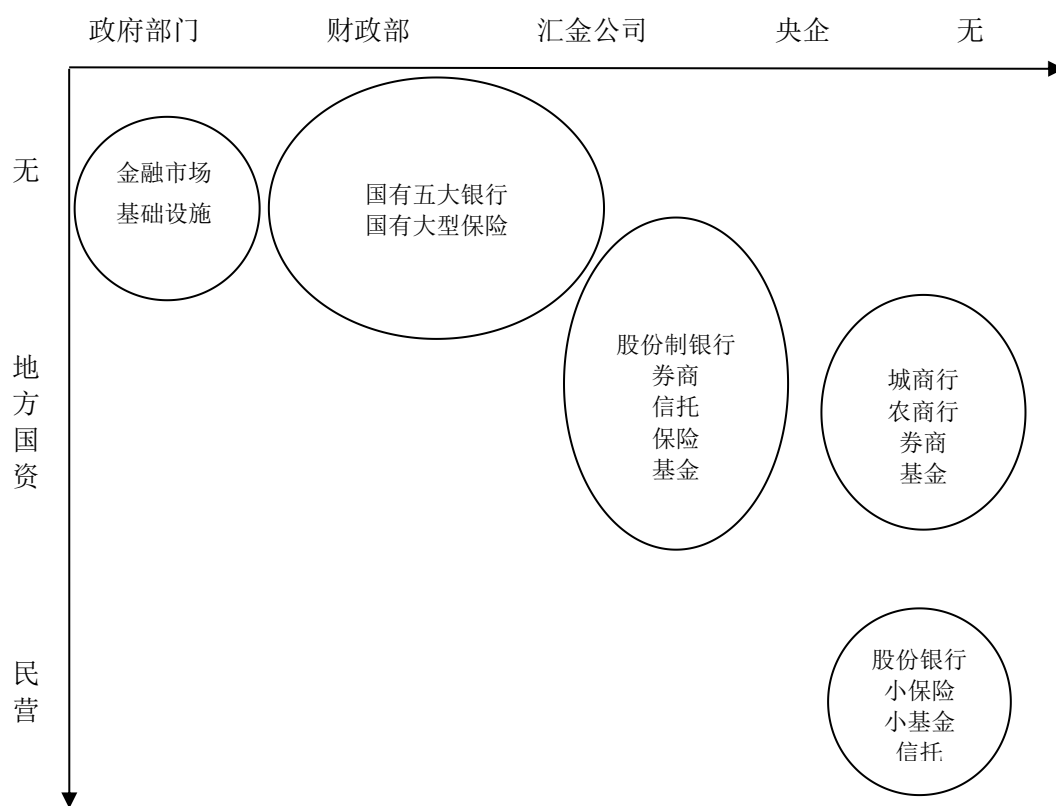 政府部门 财政部 汇金公司 央企 无
无
金融市场
基础设施
国有五大银行
国有大型保险
地方国资
股份制银行
券商
信托
保险
基金
城商行
农商行
券商
基金
民营
股份银行
小保险
小基金
信托